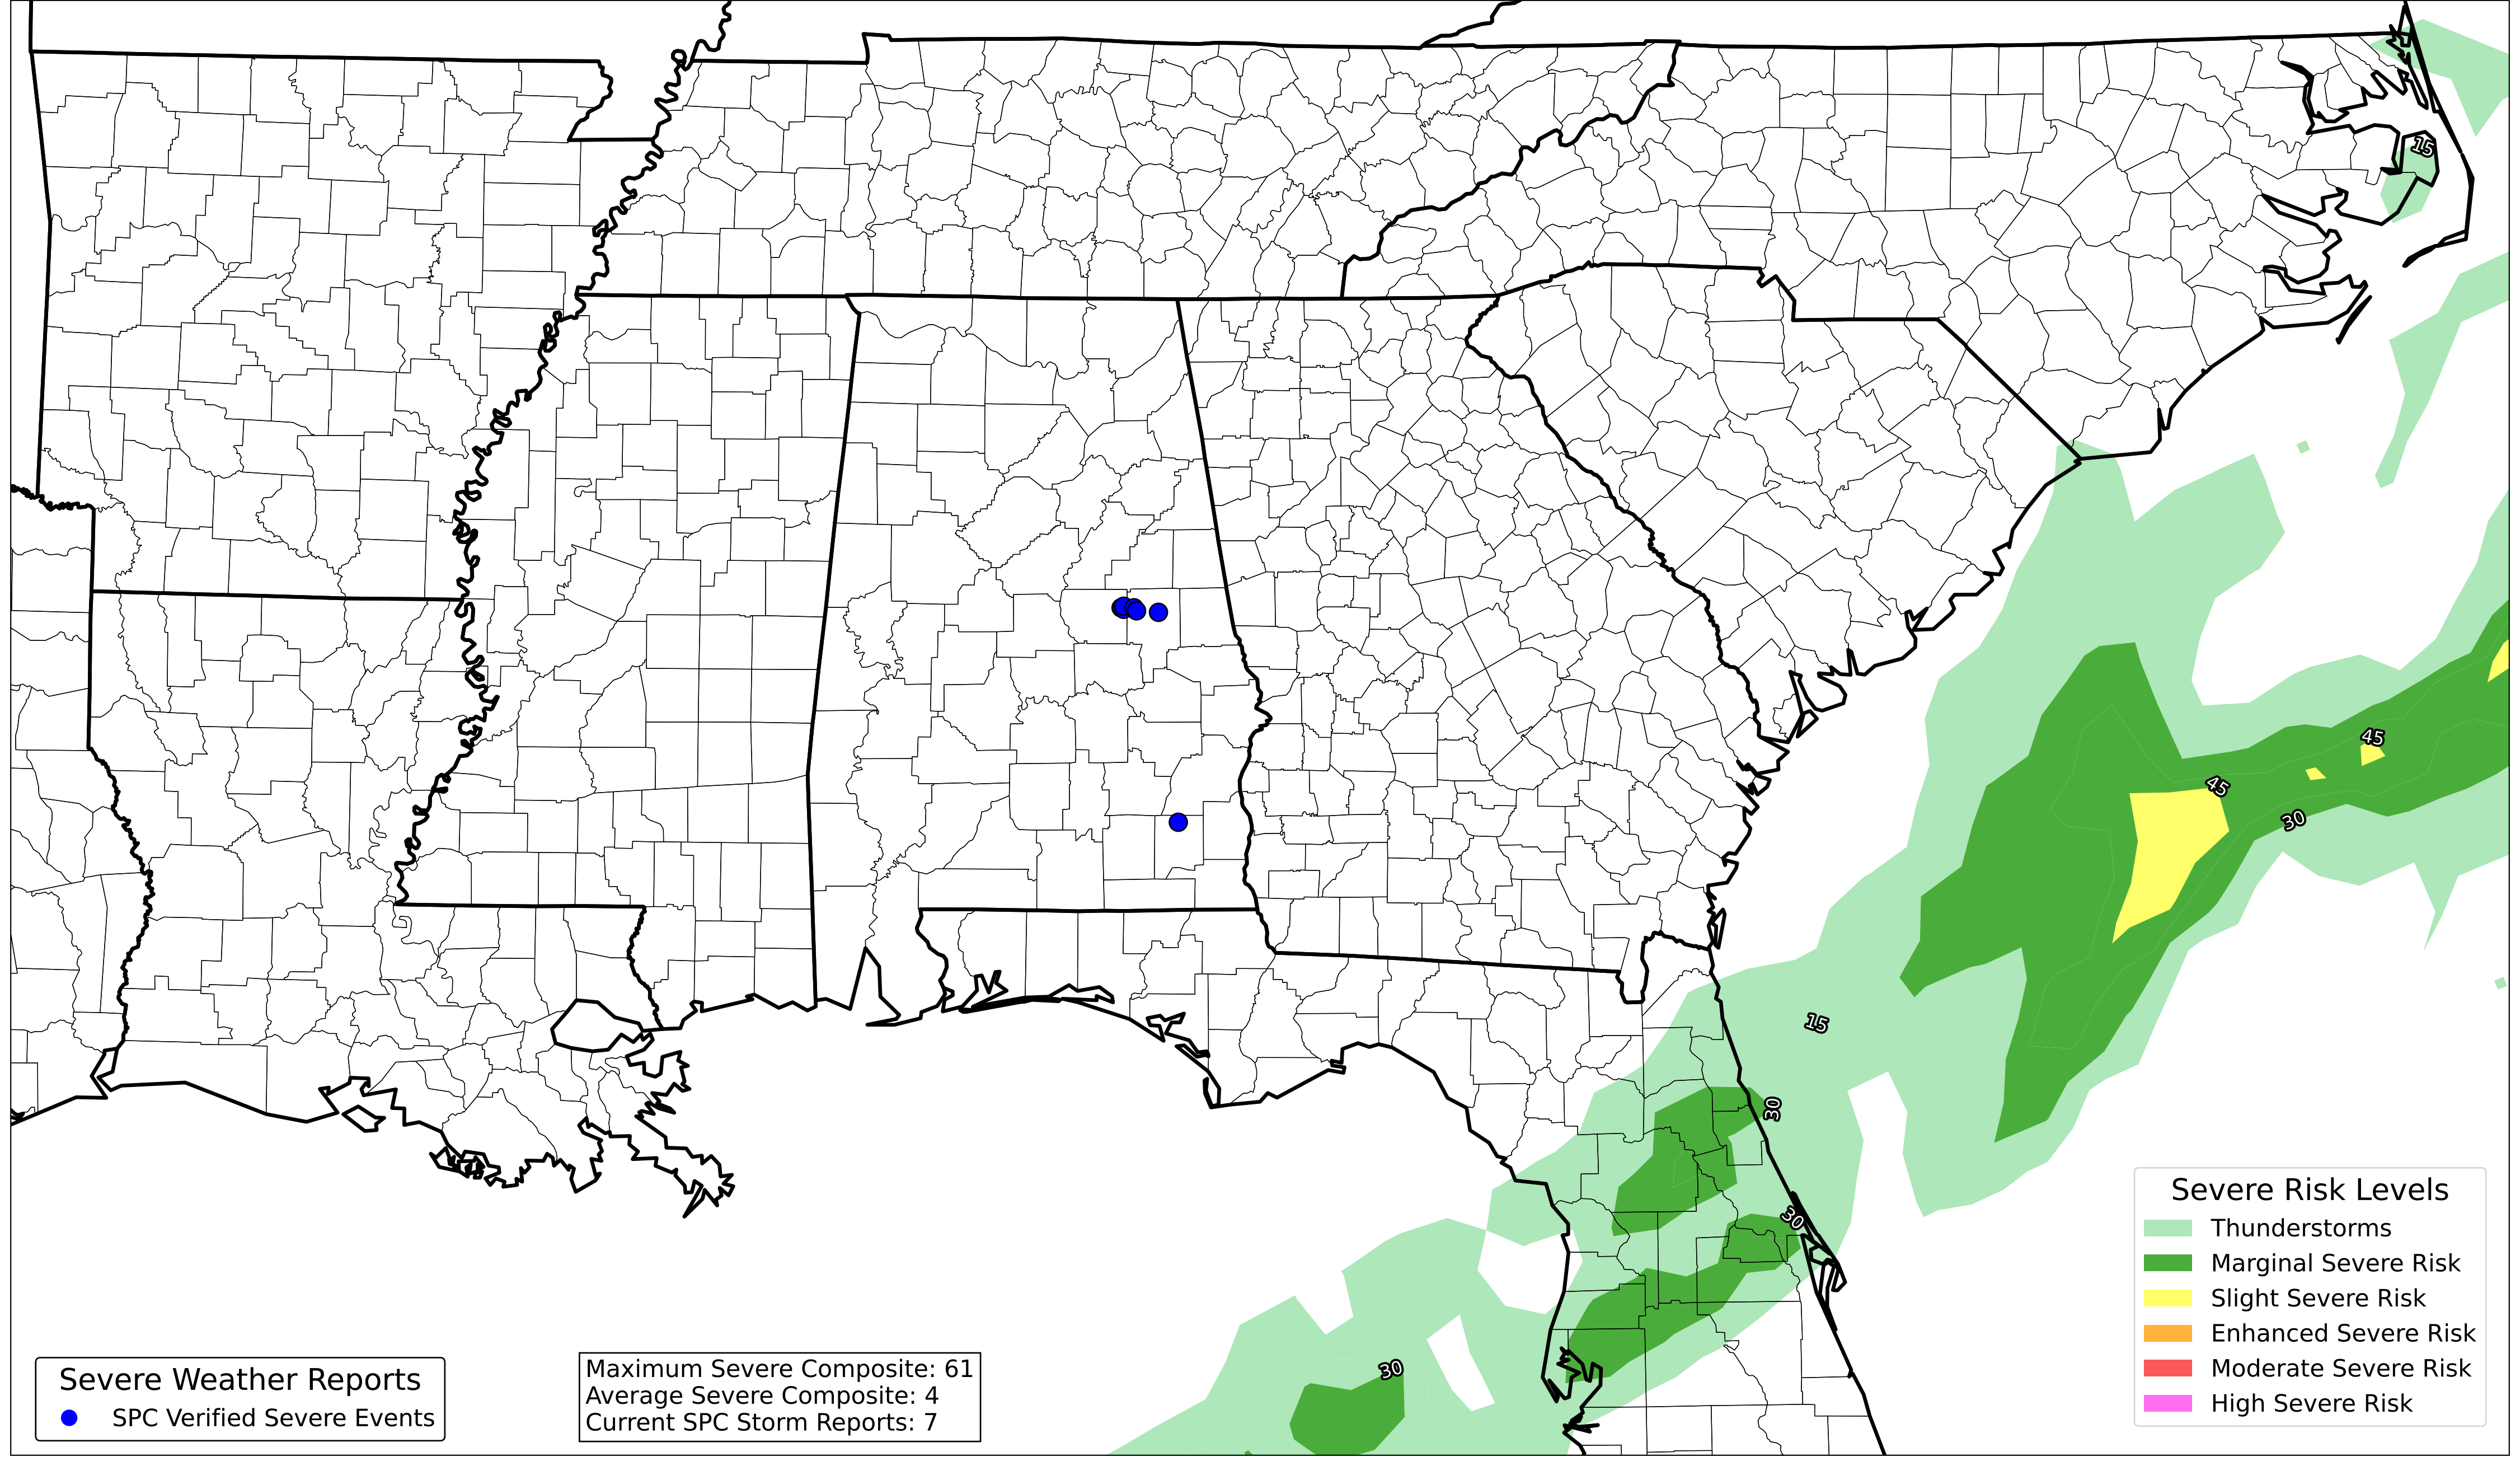 15
45
45
30
15
30
30
30
Severe Risk Levels
Thunderstorms
Marginal Severe Risk
Slight Severe Risk
Enhanced Severe Risk
Moderate Severe Risk
High Severe Risk
Severe Weather Reports
SPC Verified Severe Events
Maximum Severe Composite: 61
Average Severe Composite: 4
Current SPC Storm Reports: 7